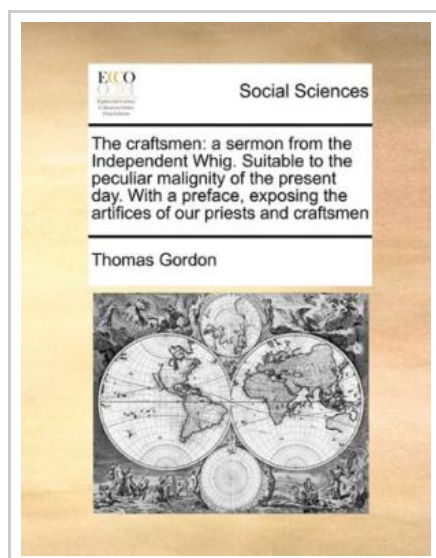 ECCO
Social Sciences
The craftsmen: a sermon from the
Independent Whig. Suitable to the
peculiar malignity of the present
day. With a preface, exposing the
artifices of our priests and craftsmen
Thomas Gordon